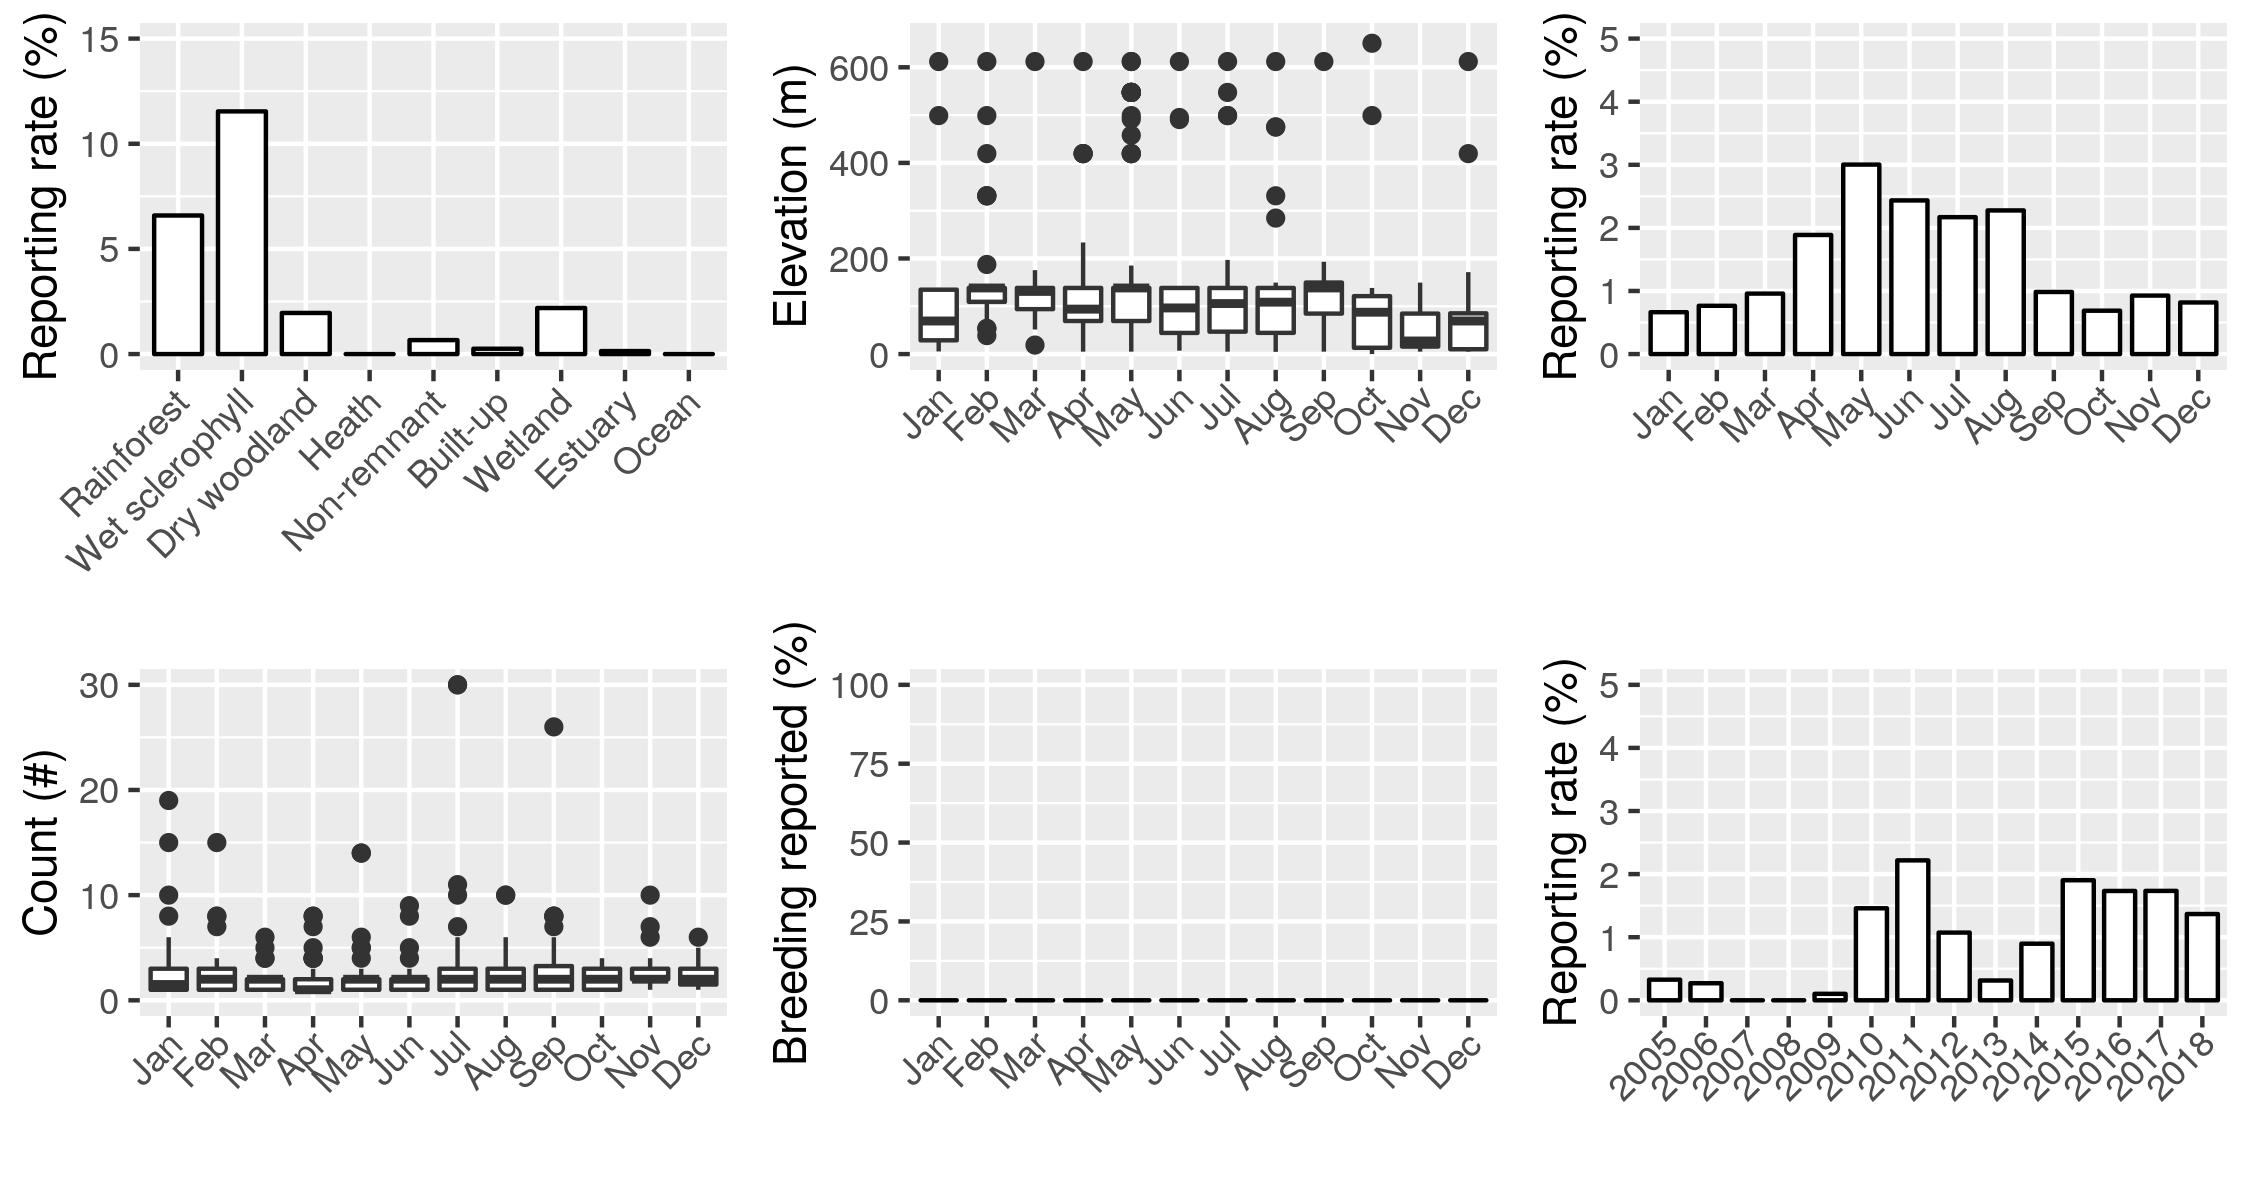 Reporting rate (%)
15
10
5
0
Rainforest
Wet sclerophyll
Dry woodland
Heath
Non-remnant
Built-up
Wetland
Estuary
Ocean
Elevation (m)
600
400
200
0
Jan
Feb
Mar
Apr
May
Jun
Jul
Aug
Sep
Oct
Nov
Dec
Reporting rate (%)
5
4
3
2
1
0
Jan
Feb
Mar
Apr
May
Jun
Jul
Aug
Sep
Oct
Nov
Dec
Count (#)
30
20
10
0
Jan
Feb
Mar
Apr
May
Jun
Jul
Aug
Sep
Oct
Nov
Dec
Breeding reported (%)
100
75
50
25
0
Jan
Feb
Mar
Apr
May
Jun
Jul
Aug
Sep
Oct
Nov
Dec
Reporting rate (%)
5
4
3
2
1
0
2005
2006
2007
2008
2009
2010
2011
2012
2013
2014
2015
2016
2017
2018